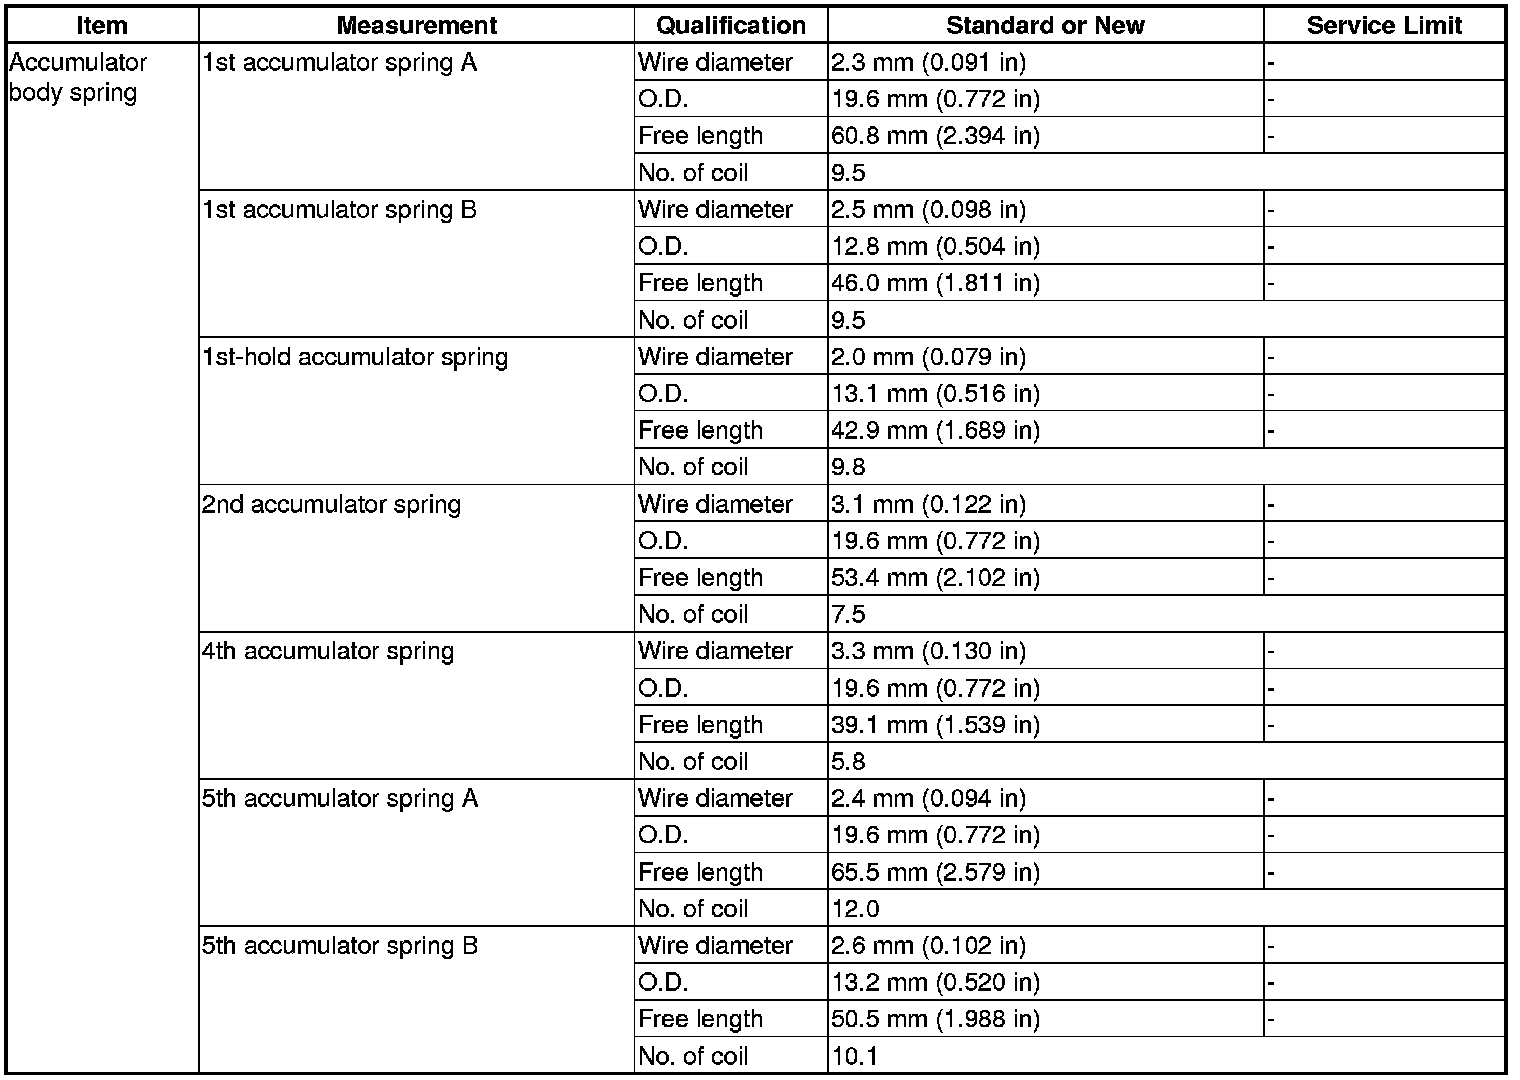 Item Measurement Qualification Standard or New Service Limit
Accumulator 1st accumulator spring A Wire diameter 2.3 mm (0.091 in) -
body spring O.D. 19.6 mm (0.772 in) -
Free length 60.8 mm (2.394 in) -
No. of coil 9.5
1st accumulator spring B Wire diameter 2.5 mm (0.098 in) -
O.D. 12.8 mm (0.504 in) -
Free length 46.0 mm (1.811 in) -
No. of coil 9.5
1st-hold accumulator spring Wire diameter 2.0 mm (0.079 in) -
O.D. 13.1 mm (0.516 in) -
Free length 42.9 mm (1.689 in) -
No. of coil 9.8
2nd accumulator spring Wire diameter 3.1 mm (0.122 in) -
O.D. 19.6 mm (0.772 in) -
Free length 53.4 mm (2.102 in) -
No. of coil 7.5
4th accumulator spring Wire diameter 3.3 mm (0.130 in) -
O.D. 19.6 mm (0.772 in) -
Free length 39.1 mm (1.539 in) -
No. of coil 5.8
5th accumulator spring A Wire diameter 2.4 mm (0.094 in) -
O.D. 19.6 mm (0.772 in) -
Free length 65.5 mm (2.579 in) -
No. of coil 12.0
5th accumulator spring B Wire diameter 2.6 mm (0.102 in) -
O.D. 13.2 mm (0.520 in) -
Free length 50.5 mm (1.988 in) -
No. of coil 10.1